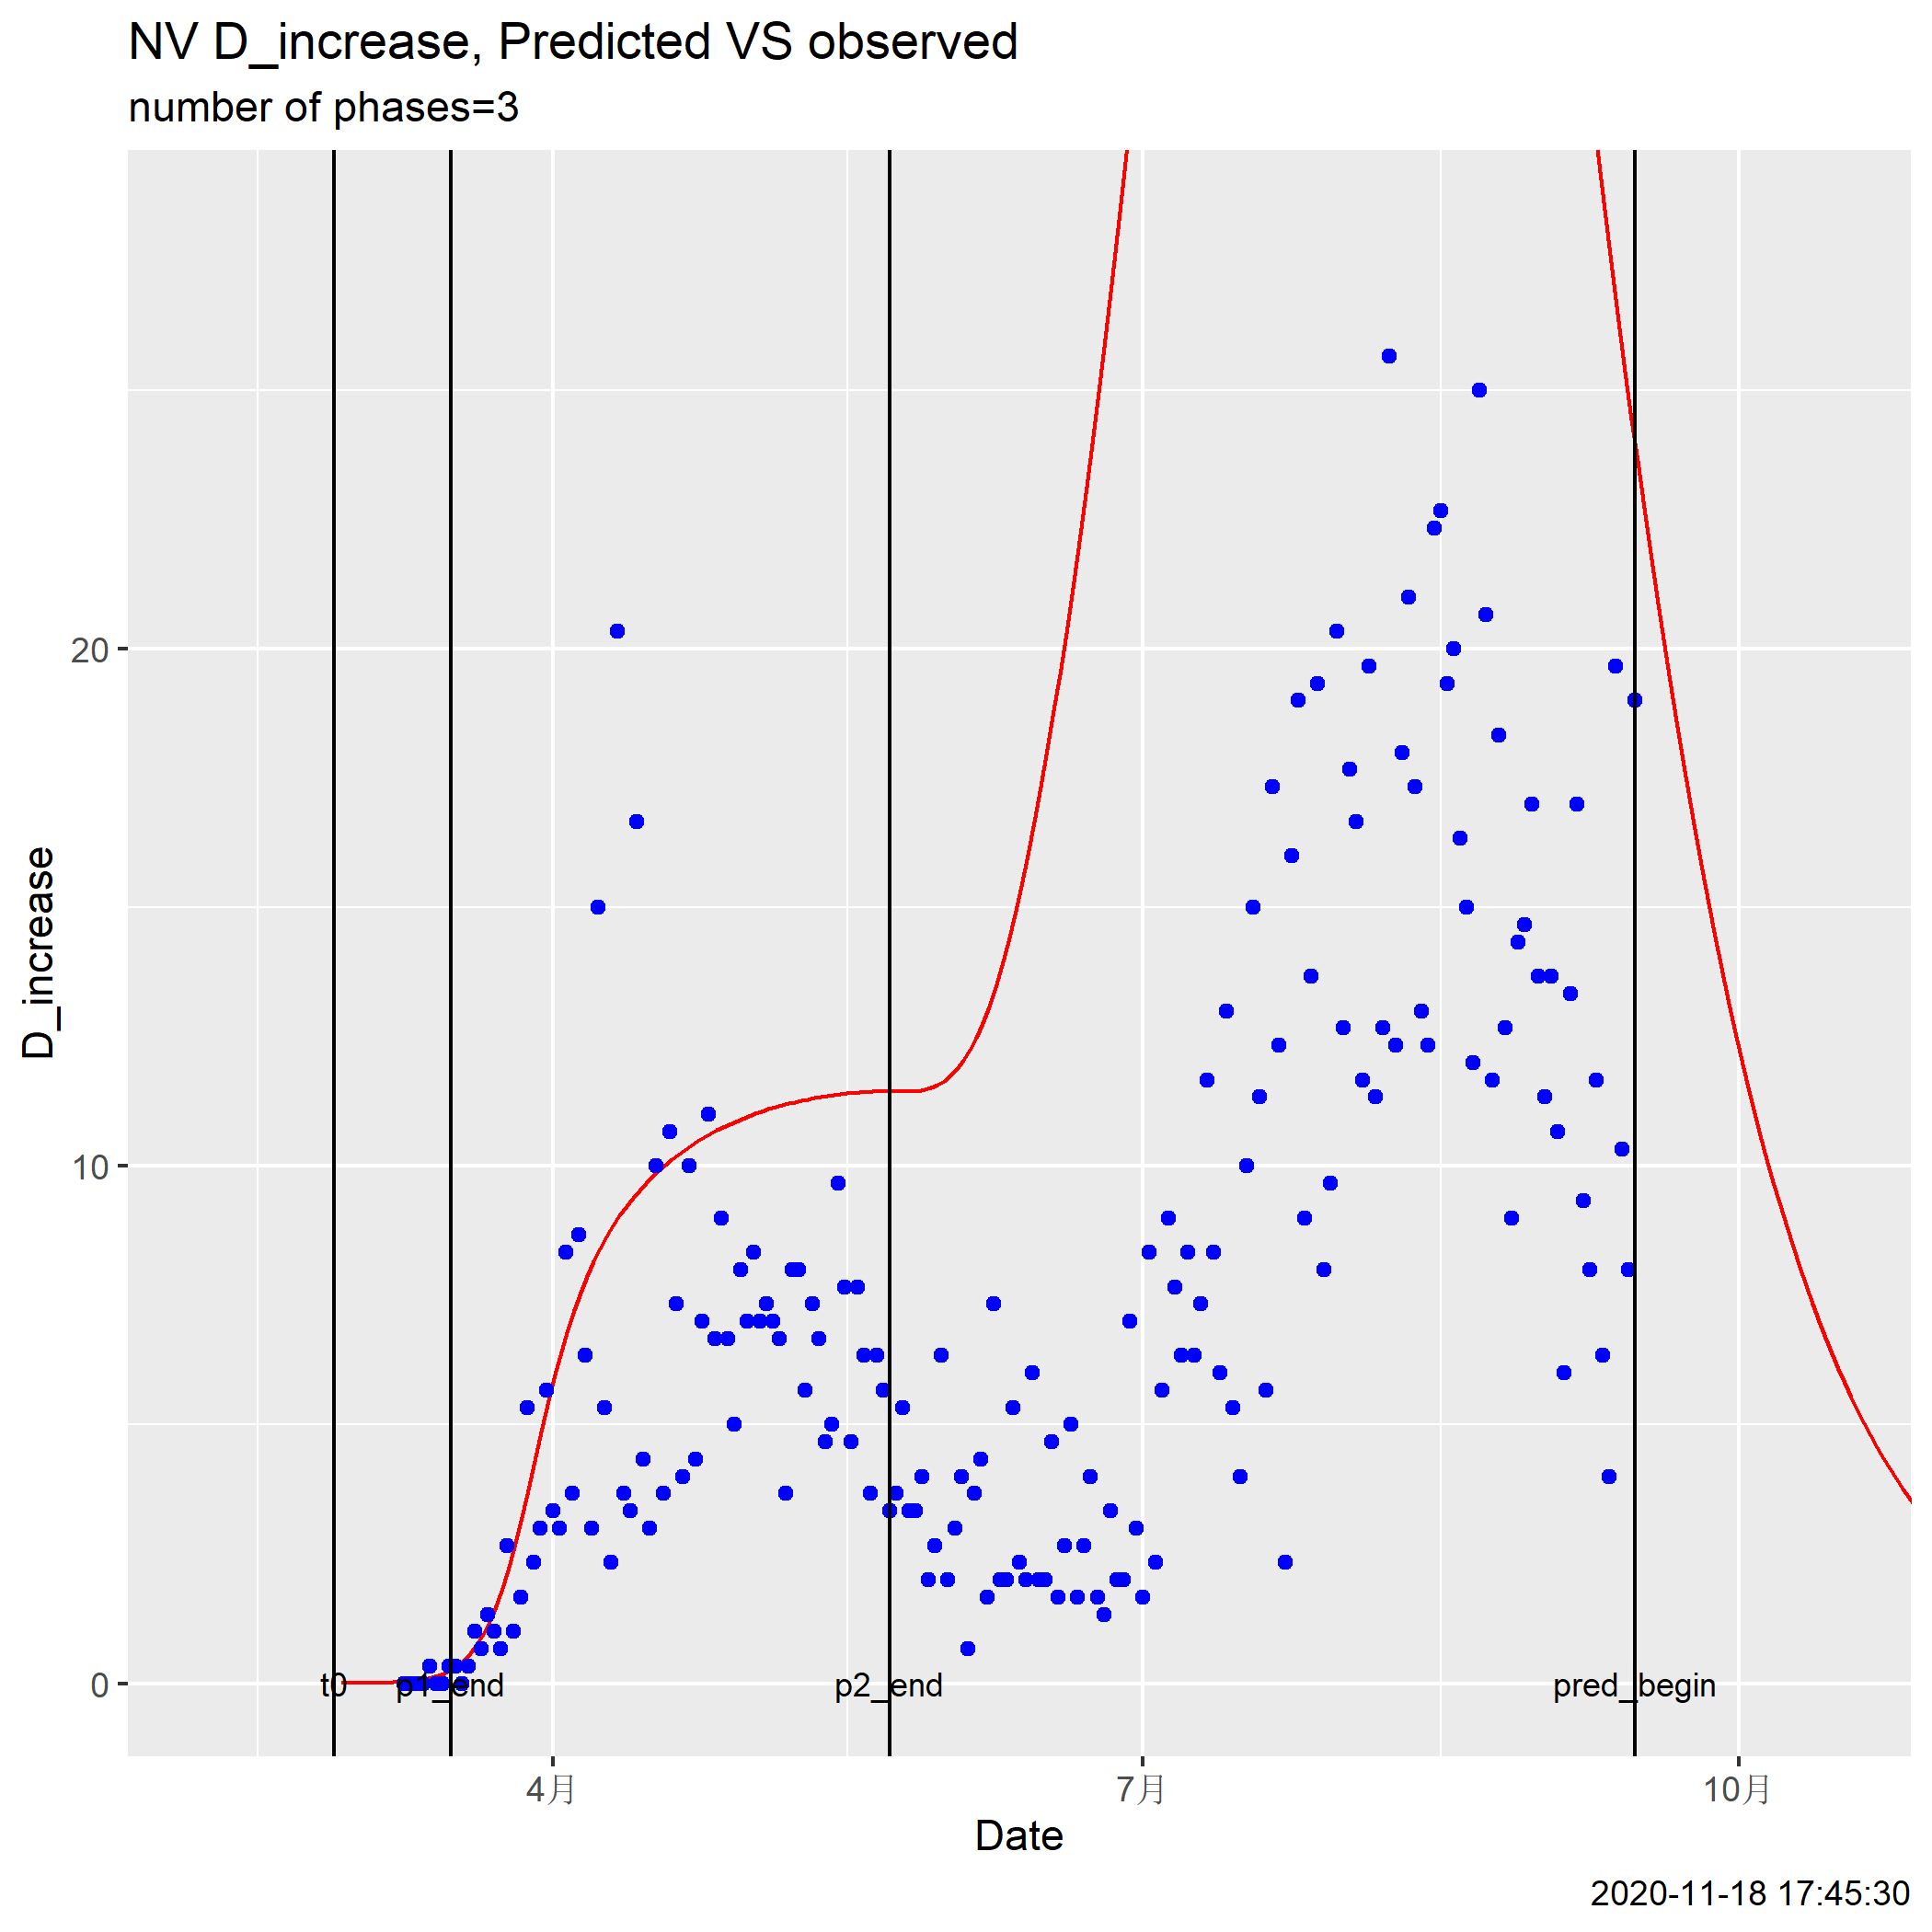 NV D_increase, Predicted VS observed
number of phases=3
D_increase
20
10
0
t0
p1_end
p2_end
pred_begin
4月
7月
10月
Date
2020-11-18 17:45:30